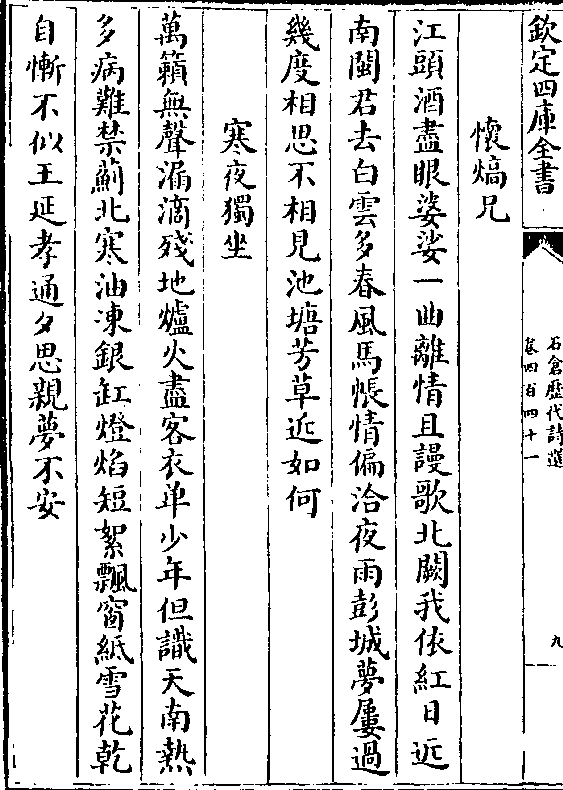 欽定四庫全書
石倉歷代詩選
卷四百四十一
九
懷熇兄
江頭酒盡眼婆娑一曲離情且謾歌北闕我依紅日近
南閩君去白雲多春風馬帳情偏洽夜雨彭城夢屢過
幾度相思不相見池塘芳草近如何
寒夜獨坐
萬籟無聲漏滴殘地爐火盡客衣单少年但識天南熱
多病難禁薊北寒油凍銀缸燈焰短絮飄窗紙雪花乾
自慚不似王延孝通夕思親夢不安